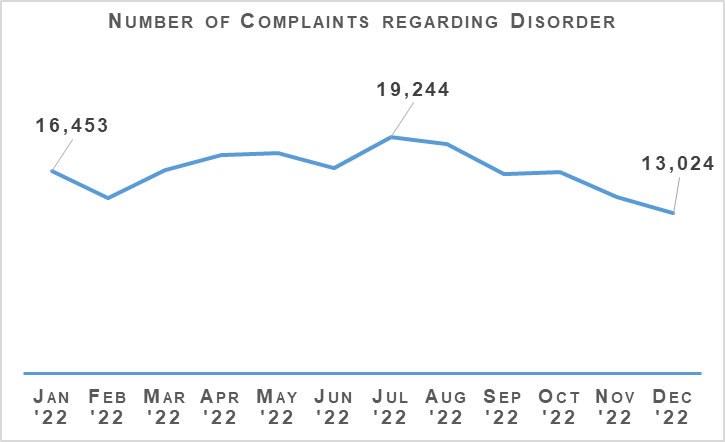 Number of Complaints regarding Disorder
19,244
16,453
13,024
Jan Feb Mar Apr May Jun Jul Aug Sep Oct Nov Dec
'22 '22 '22 '22 '22 '22 '22 '22 '22 '22 '22 '22